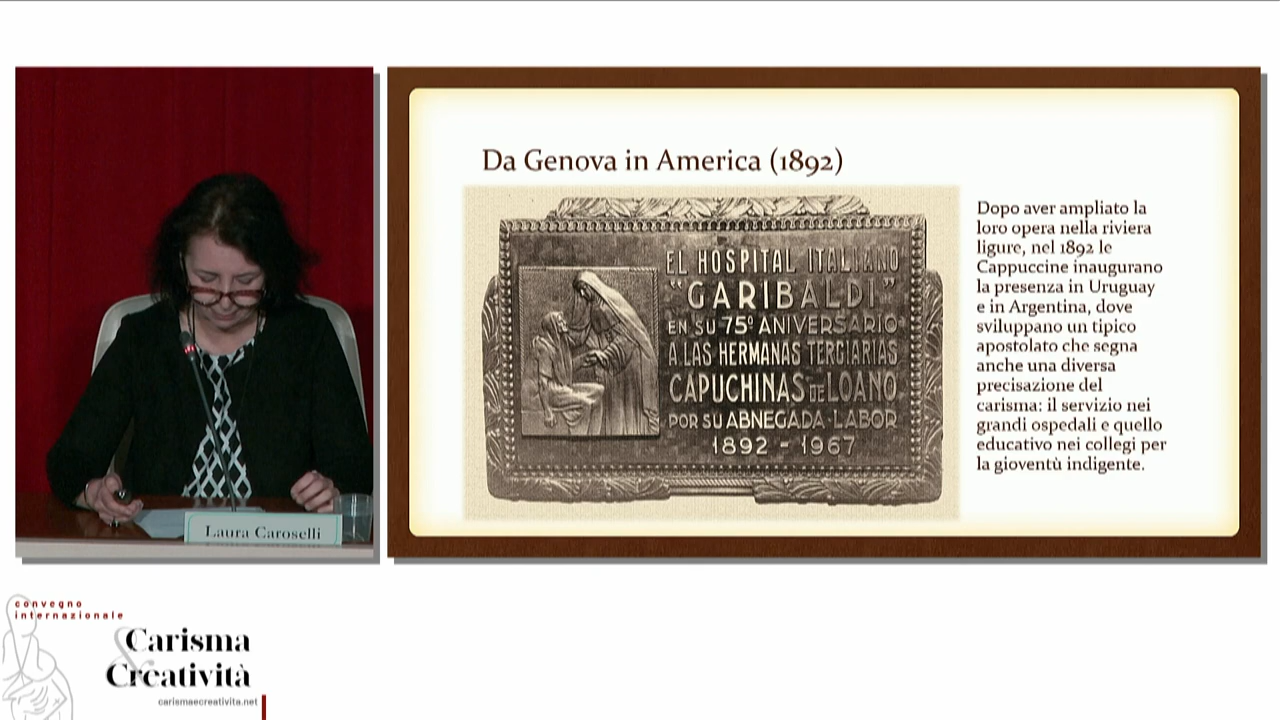 Da Genova in America (1892)
EL HOSPITAL ITALIANO
"GARIBALDI"
EN SU 75º ANIVERSARIO
A LAS HERMANAS TERCIARIAS
CAPUCHINAS DE LOANO
POR SU ABNEGADA·LABOR
1892 - 1967
Dopo aver ampliato la
loro opera nella riviera
ligure, nel 1892 le
Cappuccine inaugurano
la presenza in Uruguay
e in Argentina, dove
sviluppano un tipico
apostolato che segna
anche una diversa
precisazione del
carisma: il servizio nei
grandi ospedali e quello
educativo nei collegi per
la gioventù indigente.
Laura Caroselli
convegno
internazionale
Carisma
&
Creatività
carismaecreativita.net